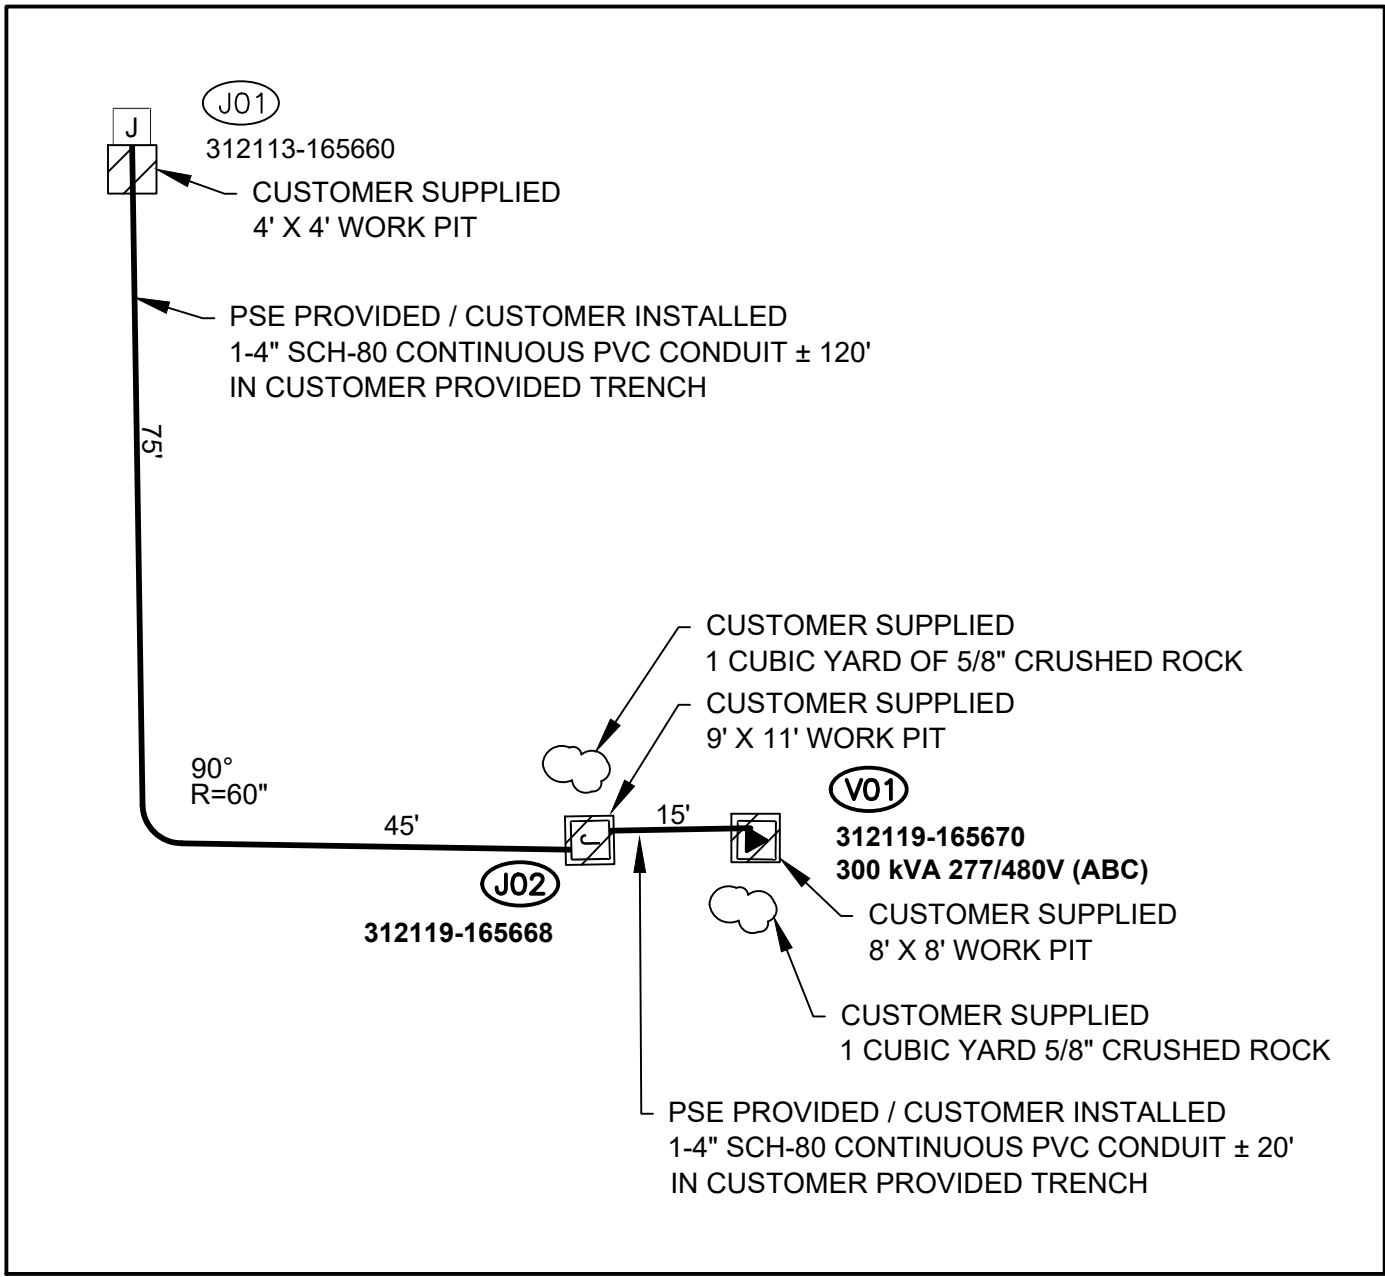 J01
J
312113-165660
CUSTOMER SUPPLIED
4' X 4' WORK PIT
PSE PROVIDED / CUSTOMER INSTALLED
1-4" SCH-80 CONTINUOUS PVC CONDUIT ± 120'
IN CUSTOMER PROVIDED TRENCH
75'
CUSTOMER SUPPLIED
1 CUBIC YARD OF 5/8" CRUSHED ROCK
CUSTOMER SUPPLIED
9' X 11' WORK PIT
90°
R=60"
45'
J
15'
V01
312119-165670
300 kVA 277/480V (ABC)
J02
312119-165668
CUSTOMER SUPPLIED
8' X 8' WORK PIT
CUSTOMER SUPPLIED
1 CUBIC YARD 5/8" CRUSHED ROCK
PSE PROVIDED / CUSTOMER INSTALLED
1-4" SCH-80 CONTINUOUS PVC CONDUIT ± 20'
IN CUSTOMER PROVIDED TRENCH